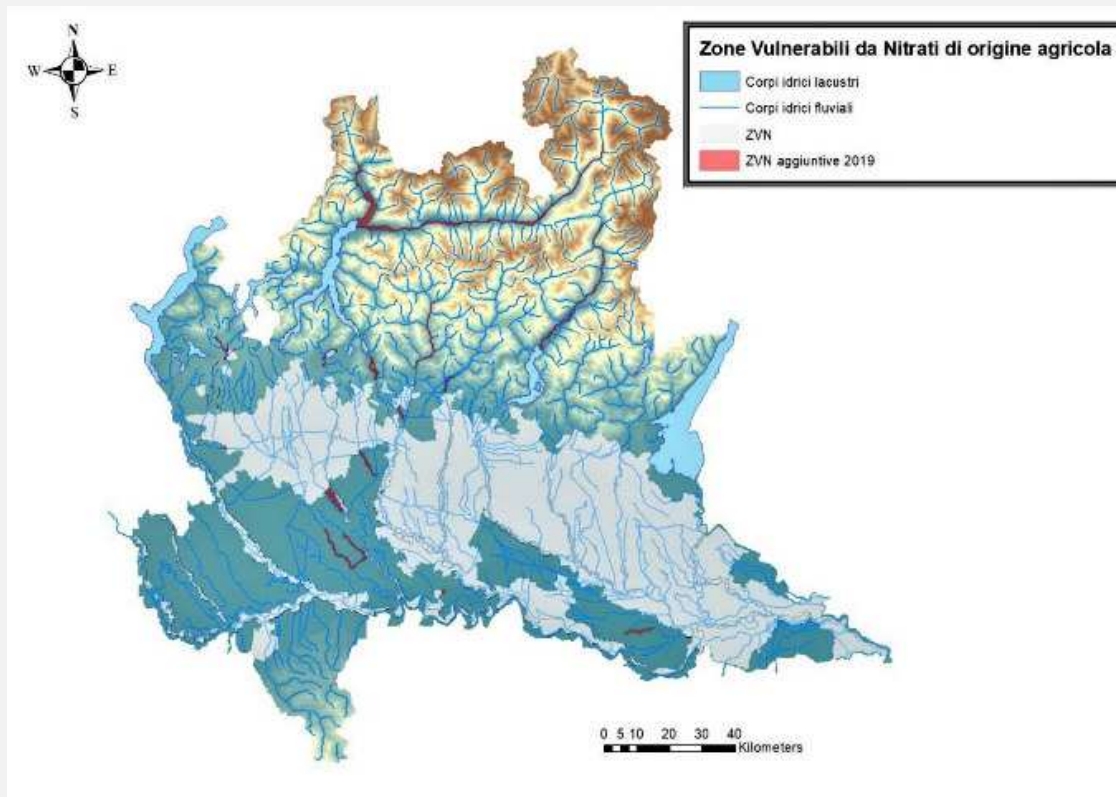 N
W E
S
Zone Vulnerabili da Nitrati di origine agricola
Corpi idrici lacustri
Corpi idrici fluviali
ZVN
ZVN aggiuntive 2019
0 5 10 20 30 40
Kilometers